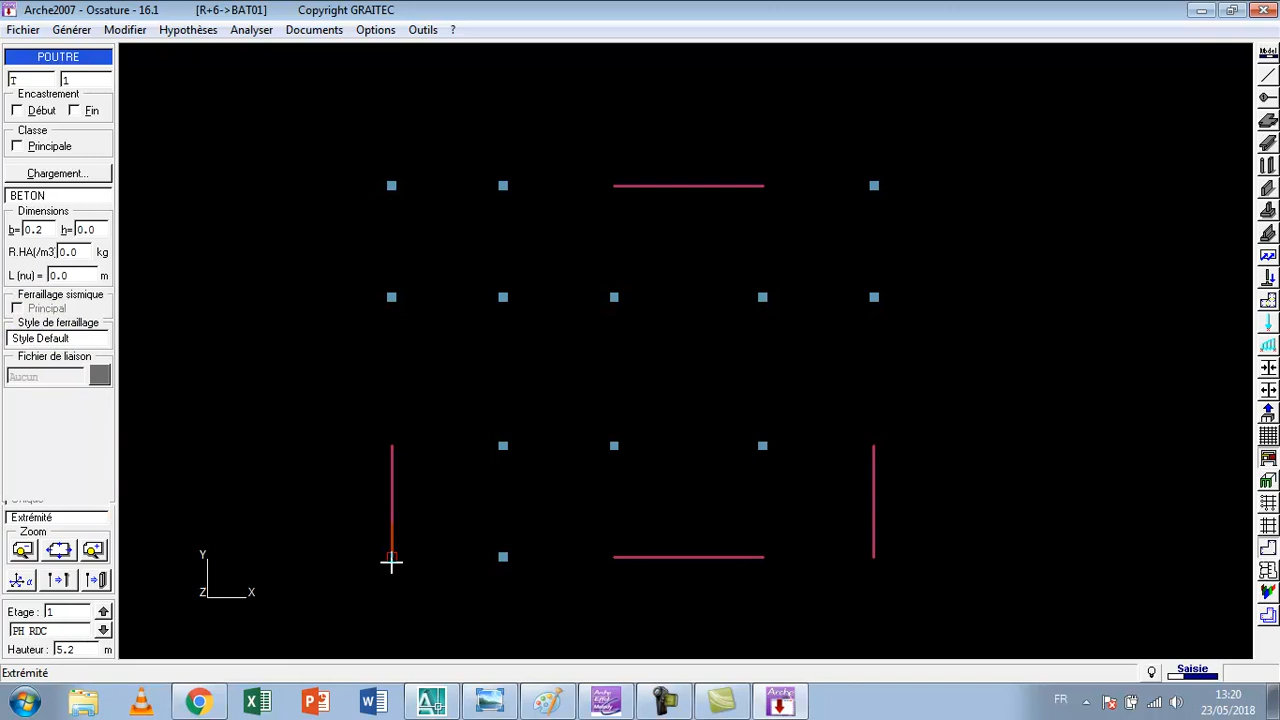 Arche2007 - Ossature - 16.1 [R+6->BAT01] Copyright GRAITEC
Fichier Générer Modifier Hypothèses Analyser Documents Options Outils ?
POUTRE
T 1
Encastrement
Début Fin
Classe
Principale
Chargement...
BETON
Dimensions
b= 0.2 h= 0.0
R.HA(/m3) 0.0 kg
L (nu) = 0.0 m
Ferraillage sismique
Principal
Style de ferraillage
Style Default
Fichier de liaison
Aucun
Extrémité
Zoom
Y
Z X
Etage : 1
PH RDC
Hauteur : 5.2 m
Extrémité
Saisie
Model
FR 13:20
23/05/2018